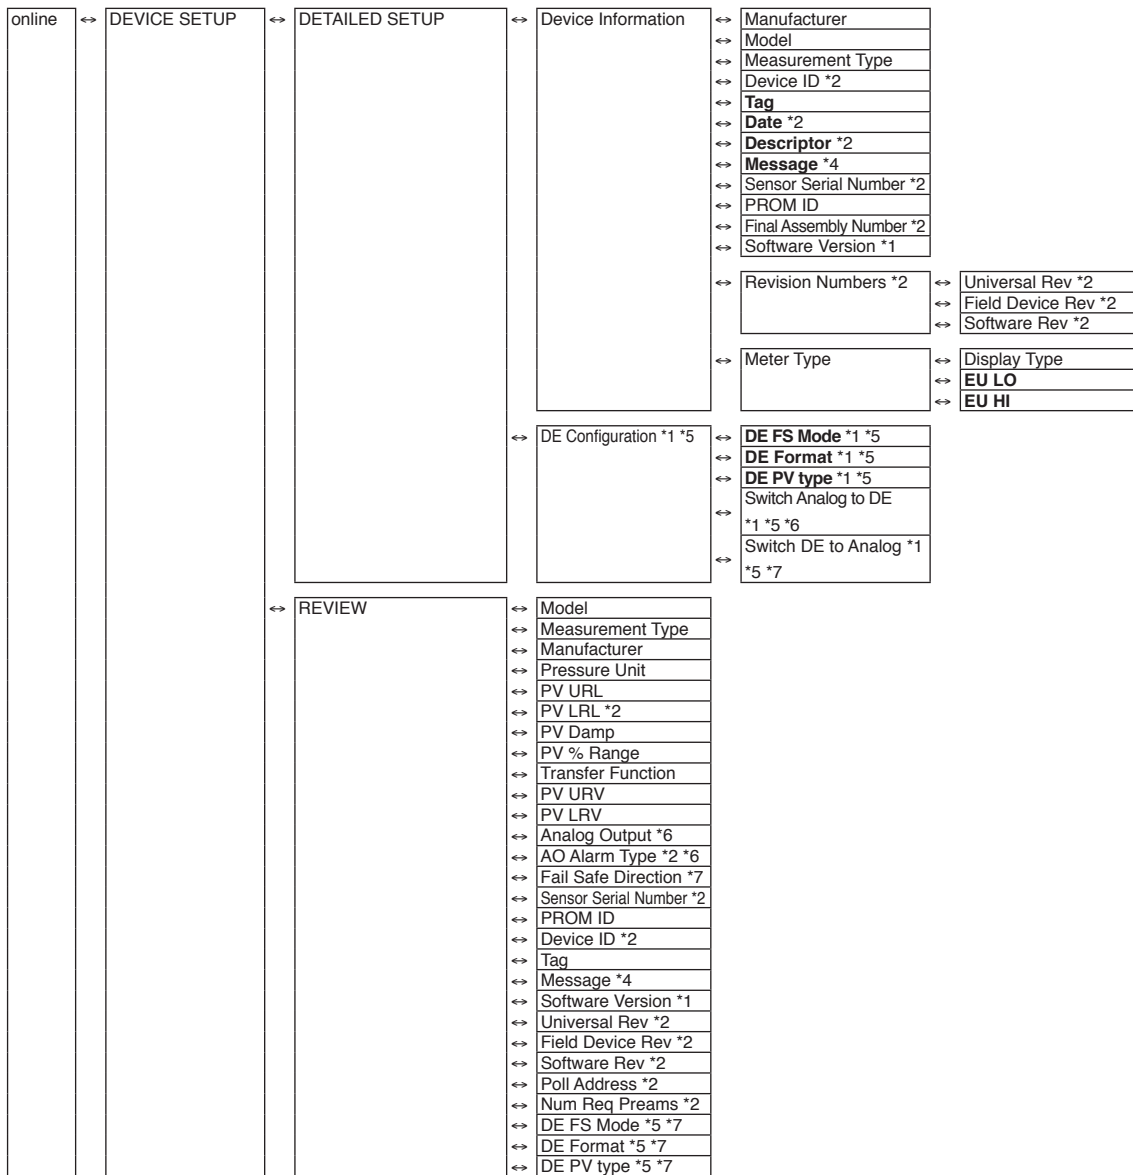 online ↔ DEVICE SETUP ↔ DETAILED SETUP ↔ Device Information ↔ Manufacturer
↔ Model
↔ Measurement Type
↔ Device ID *2
↔ Tag
↔ Date *2
↔ Descriptor *2
↔ Message *4
↔ Sensor Serial Number *2
↔ PROM ID
↔ Final Assembly Number *2
↔ Software Version *1
↔ Revision Numbers *2 ↔ Universal Rev *2
↔ Field Device Rev *2
↔ Software Rev *2
↔ Meter Type ↔ Display Type
↔ EU LO
↔ EU HI
↔ DE Configuration *1 *5 ↔ DE FS Mode *1 *5
↔ DE Format *1 *5
↔ DE PV type *1 *5
↔ Switch Analog to DE
*1 *5 *6
↔ Switch DE to Analog *1
*5 *7
↔ REVIEW ↔ Model
↔ Measurement Type
↔ Manufacturer
↔ Pressure Unit
↔ PV URL
↔ PV LRL *2
↔ PV Damp
↔ PV % Range
↔ Transfer Function
↔ PV URV
↔ PV LRV
↔ Analog Output *6
↔ AO Alarm Type *2 *6
↔ Fail Safe Direction *7
↔ Sensor Serial Number *2
↔ PROM ID
↔ Device ID *2
↔ Tag
↔ Message *4
↔ Software Version *1
↔ Universal Rev *2
↔ Field Device Rev *2
↔ Software Rev *2
↔ Poll Address *2
↔ Num Req Preams *2
↔ DE FS Mode *5 *7
↔ DE Format *5 *7
↔ DE PV type *5 *7